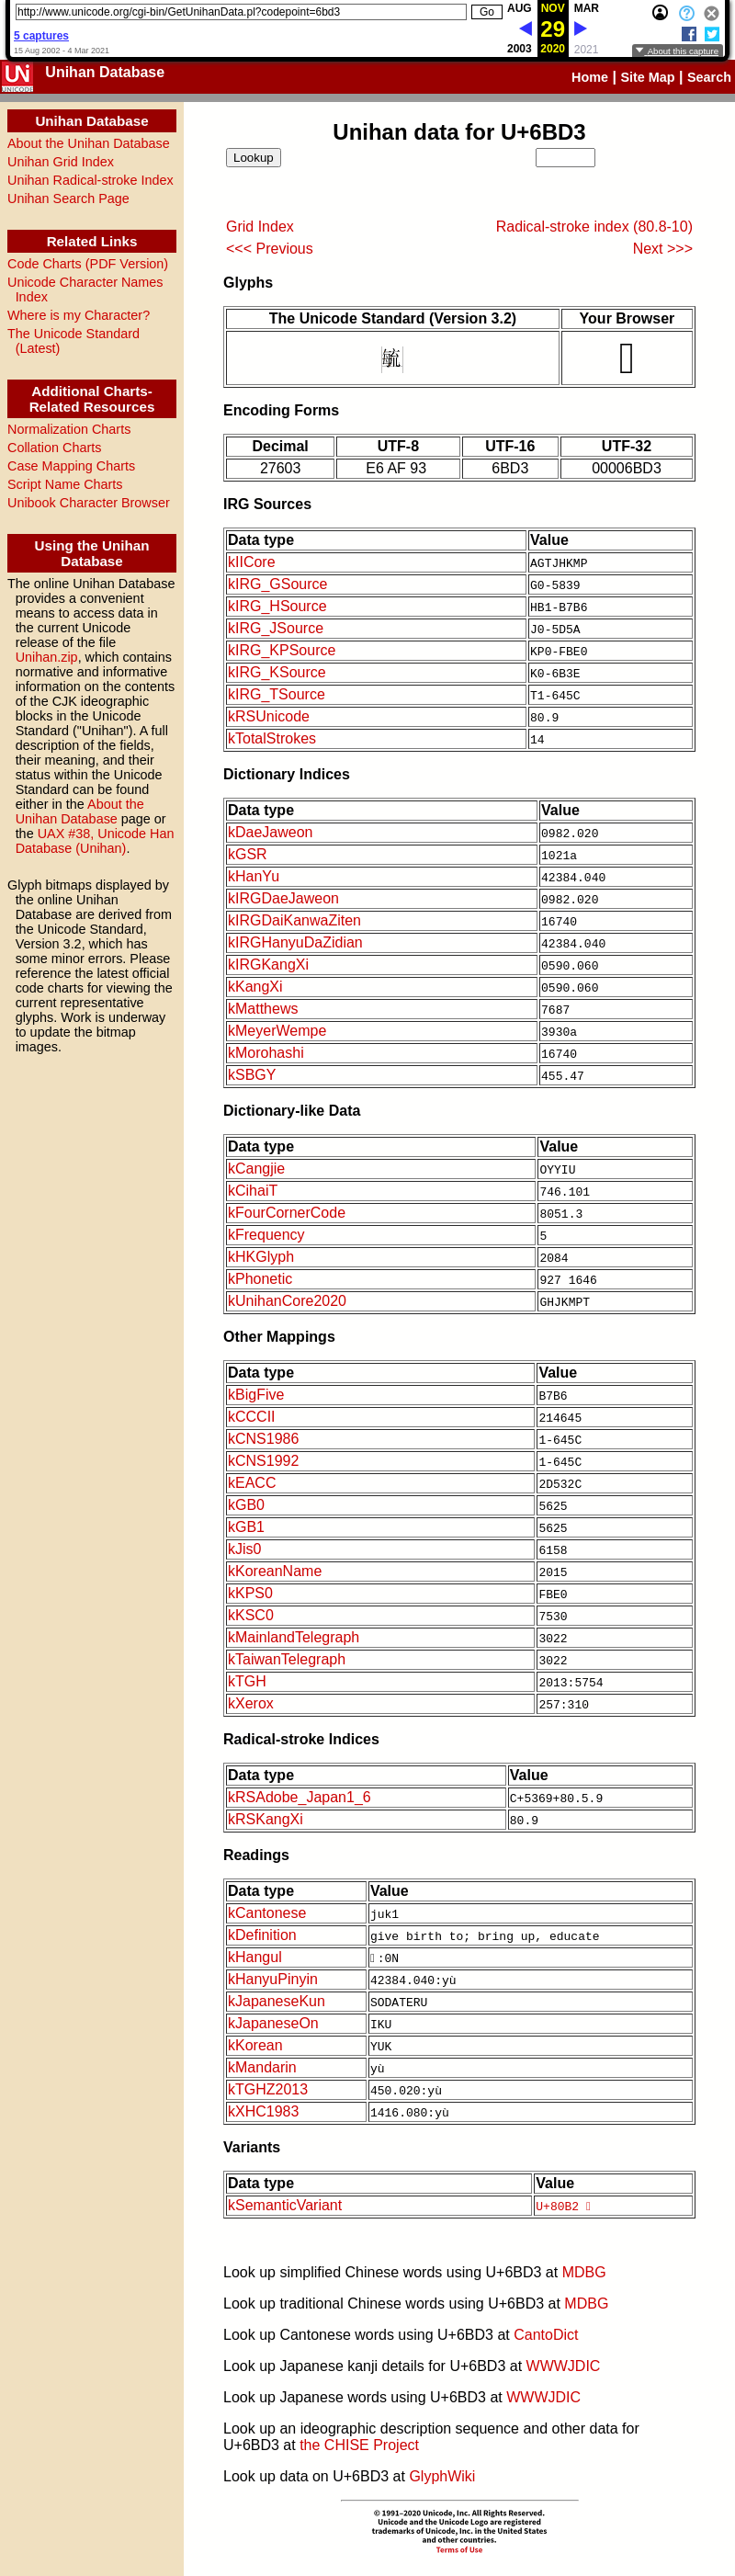 http://www.unicode.org/cgi-bin/GetUnihanData.pl?codepoint=6bd3 Go AUG NOV MAR
29
5 captures
15 Aug 2002 - 4 Mar 2021 2003 2020 2021 About this capture
UN
UNICODE
Unihan Database Home | Site Map | Search
Unihan Database
About the Unihan Database
Unihan Grid Index
Unihan Radical-stroke Index
Unihan Search Page
Related Links
Code Charts (PDF Version)
Unicode Character Names
Index
Where is my Character?
The Unicode Standard
(Latest)
Additional Charts-
Related Resources
Normalization Charts
Collation Charts
Case Mapping Charts
Script Name Charts
Unibook Character Browser
Using the Unihan
Database
The online Unihan Database
provides a convenient
means to access data in
the current Unicode
release of the file
Unihan.zip, which contains
normative and informative
information on the contents
of the CJK ideographic
blocks in the Unicode
Standard ("Unihan"). A full
description of the fields,
their meaning, and their
status within the Unicode
Standard can be found
either in the About the
Unihan Database page or
the UAX #38, Unicode Han
Database (Unihan).
Glyph bitmaps displayed by
the online Unihan
Database are derived from
the Unicode Standard,
Version 3.2, which has
some minor errors. Please
reference the latest official
code charts for viewing the
current representative
glyphs. Work is underway
to update the bitmap
images.
Unihan data for U+6BD3
Lookup
Grid Index Radical-stroke index (80.8-10)
<<< Previous Next >>>
Glyphs
The Unicode Standard (Version 3.2) Your Browser
毓
Encoding Forms
Decimal UTF-8 UTF-16 UTF-32
27603 E6 AF 93 6BD3 00006BD3
IRG Sources
Data type Value
kIICore AGTJHKMP
kIRG_GSource G0-5839
kIRG_HSource HB1-B7B6
kIRG_JSource J0-5D5A
kIRG_KPSource KP0-FBE0
kIRG_KSource K0-6B3E
kIRG_TSource T1-645C
kRSUnicode 80.9
kTotalStrokes 14
Dictionary Indices
Data type Value
kDaeJaweon 0982.020
kGSR 1021a
kHanYu 42384.040
kIRGDaeJaweon 0982.020
kIRGDaiKanwaZiten 16740
kIRGHanyuDaZidian 42384.040
kIRGKangXi 0590.060
kKangXi 0590.060
kMatthews 7687
kMeyerWempe 3930a
kMorohashi 16740
kSBGY 455.47
Dictionary-like Data
Data type Value
kCangjie OYYIU
kCihaiT 746.101
kFourCornerCode 8051.3
kFrequency 5
kHKGlyph 2084
kPhonetic 927 1646
kUnihanCore2020 GHJKMPT
Other Mappings
Data type Value
kBigFive B7B6
kCCCII 214645
kCNS1986 1-645C
kCNS1992 1-645C
kEACC 2D532C
kGB0 5625
kGB1 5625
kJis0 6158
kKoreanName 2015
kKPS0 FBE0
kKSC0 7530
kMainlandTelegraph 3022
kTaiwanTelegraph 3022
kTGH 2013:5754
kXerox 257:310
Radical-stroke Indices
Data type Value
kRSAdobe_Japan1_6 C+5369+80.5.9
kRSKangXi 80.9
Readings
Data type Value
kCantonese juk1
kDefinition give birth to; bring up, educate
kHangul :0N
kHanyuPinyin 42384.040:yù
kJapaneseKun SODATERU
kJapaneseOn IKU
kKorean YUK
kMandarin yù
kTGHZ2013 450.020:yù
kXHC1983 1416.080:yù
Variants
Data type Value
kSemanticVariant U+80B2
Look up simplified Chinese words using U+6BD3 at MDBG
Look up traditional Chinese words using U+6BD3 at MDBG
Look up Cantonese words using U+6BD3 at CantoDict
Look up Japanese kanji details for U+6BD3 at WWWJDIC
Look up Japanese words using U+6BD3 at WWWJDIC
Look up an ideographic description sequence and other data for
U+6BD3 at the CHISE Project
Look up data on U+6BD3 at GlyphWiki
© 1991–2020 Unicode, Inc. All Rights Reserved.
Unicode and the Unicode Logo are registered
trademarks of Unicode, Inc. in the United States
and other countries.
Terms of Use